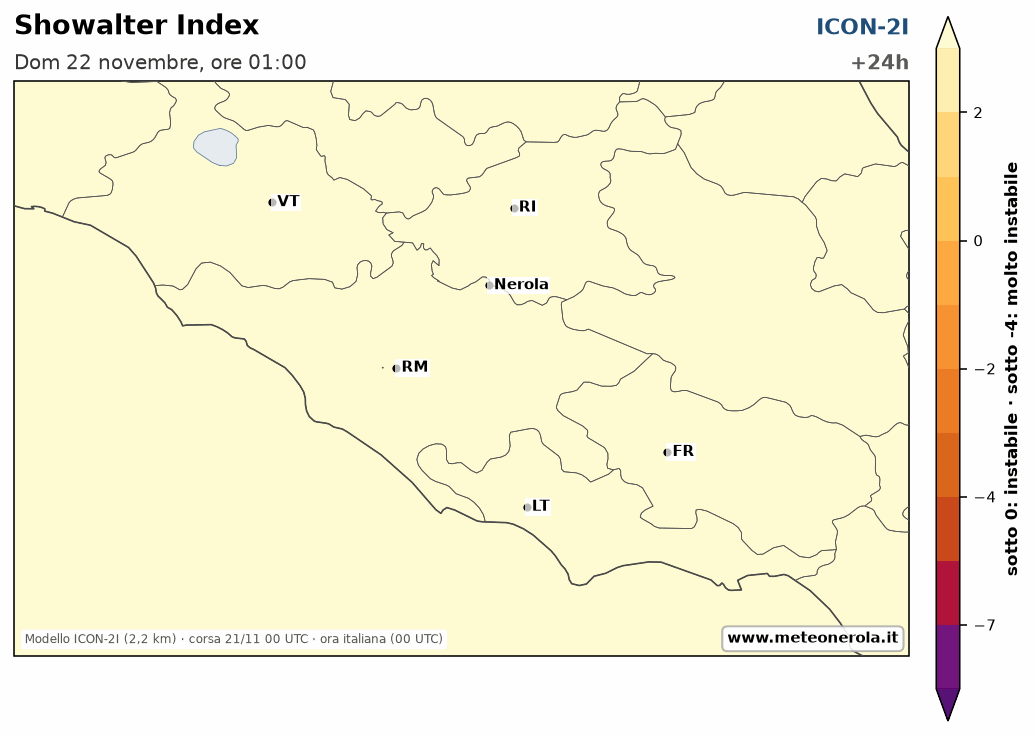 Showalter Index
ICON-2I
Dom 22 novembre, ore 01:00
+24h
VT
RI
Nerola
RM
FR
LT
Modello ICON-2I (2,2 km) · corsa 21/11 00 UTC · ora italiana (00 UTC)
www.meteonerola.it
2
0
−2
−4
−7
sotto 0: instabile · sotto -4: molto instabile